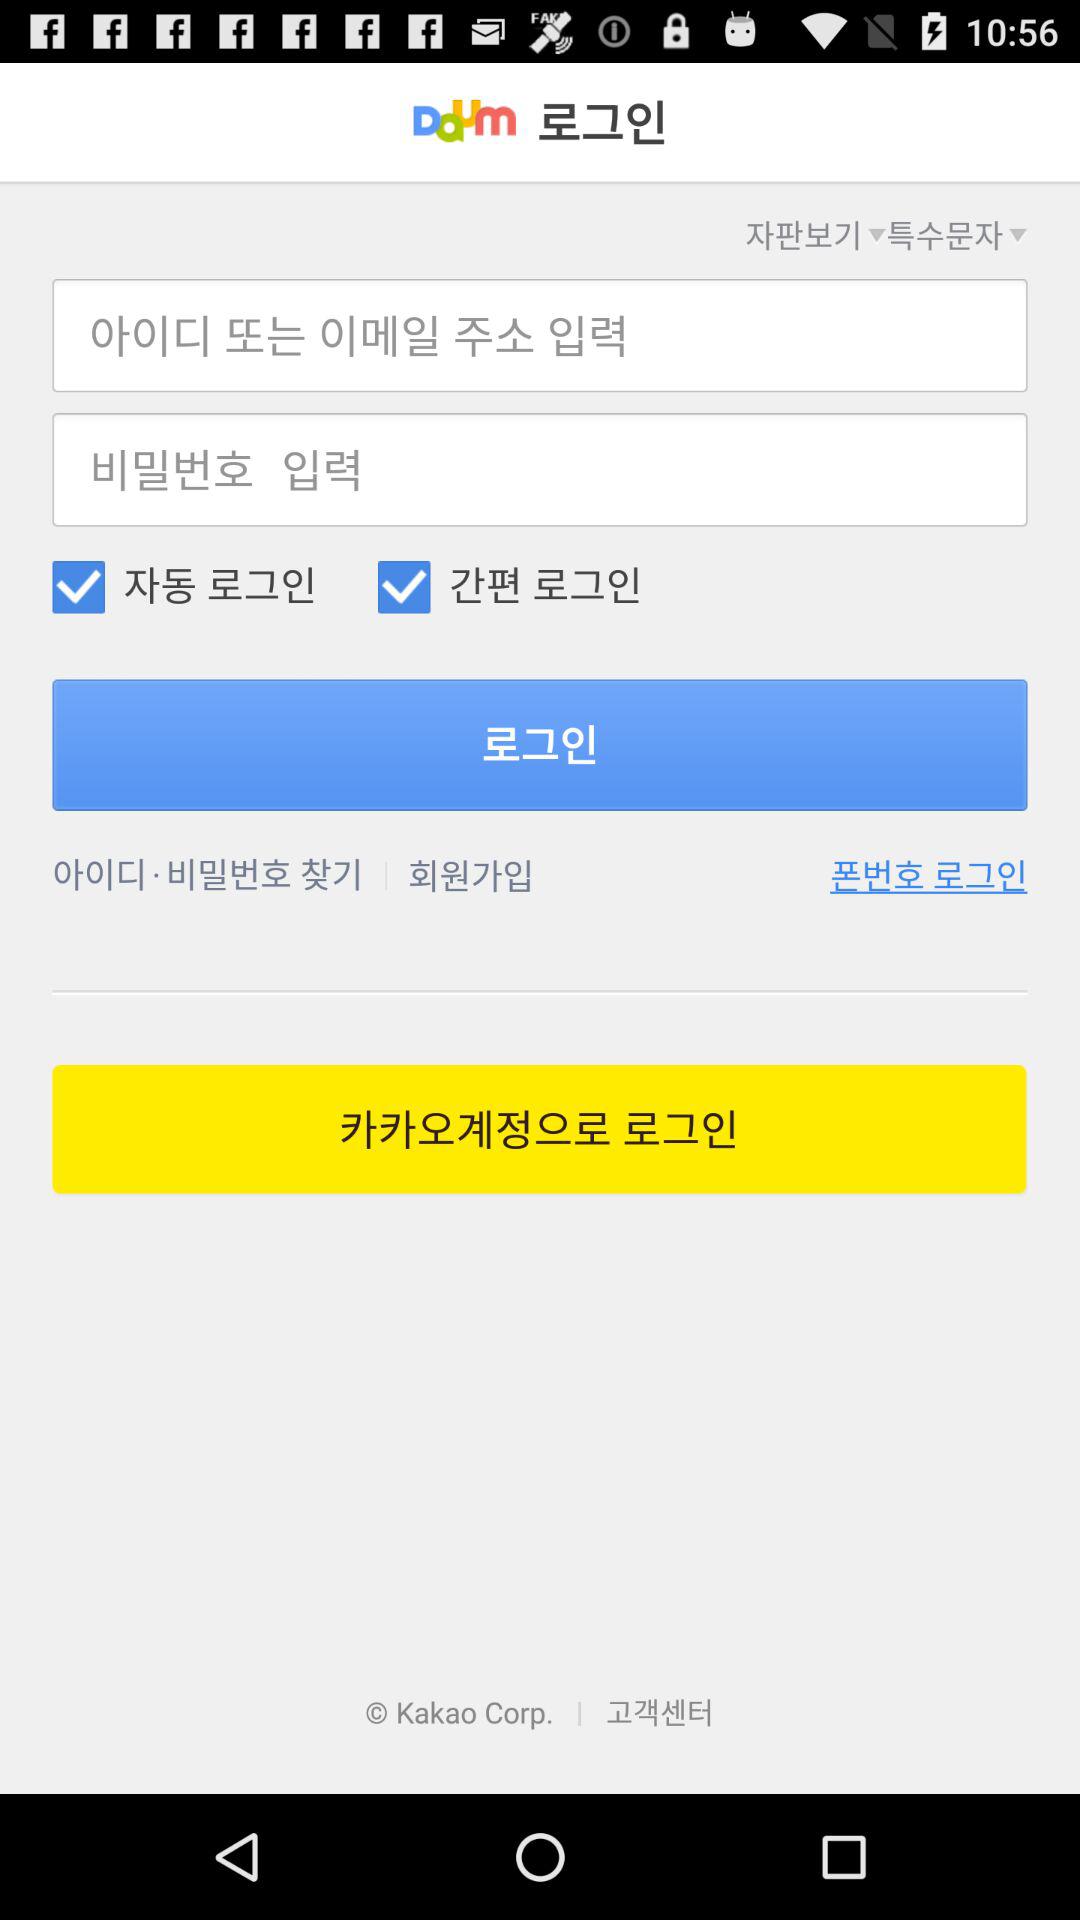 FAKE 10:56
Daum 로그인
자판보기 특수문자
아이디 또는 이메일 주소 입력
비밀번호 입력
자동 로그인 간편 로그인
로그인
아이디·비밀번호 찾기 회원가입 폰번호 로그인
카카오계정으로 로그인
© Kakao Corp. 고객센터